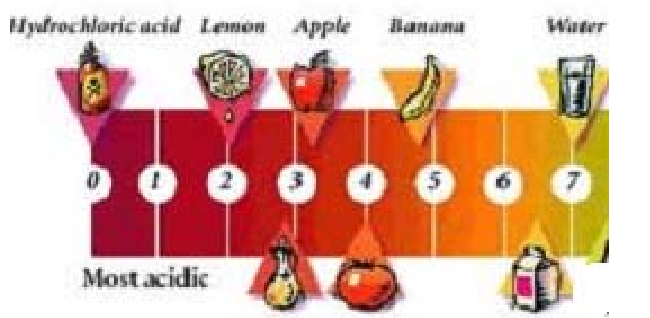 Hydrochloric acid Lemon Apple Banana Water
0 1 2 3 4 5 6 7
Most acidic